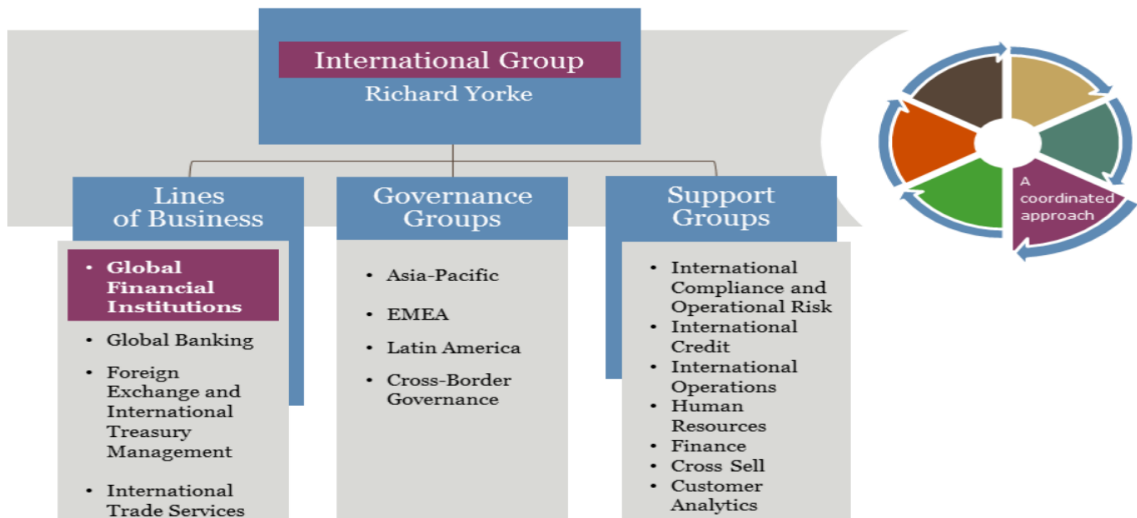 International Group
Richard Yorke
Lines
of Business
• Global
Financial
Institutions
• Global Banking
• Foreign
Exchange and
International
Treasury
Management
• International
Trade Services
Governance
Groups
• Asia-Pacific
• EMEA
• Latin America
• Cross-Border
Governance
Support
Groups
• International
Compliance and
Operational Risk
• International
Credit
• International
Operations
• Human
Resources
• Finance
• Cross Sell
• Customer
Analytics
A
coordinated
approach